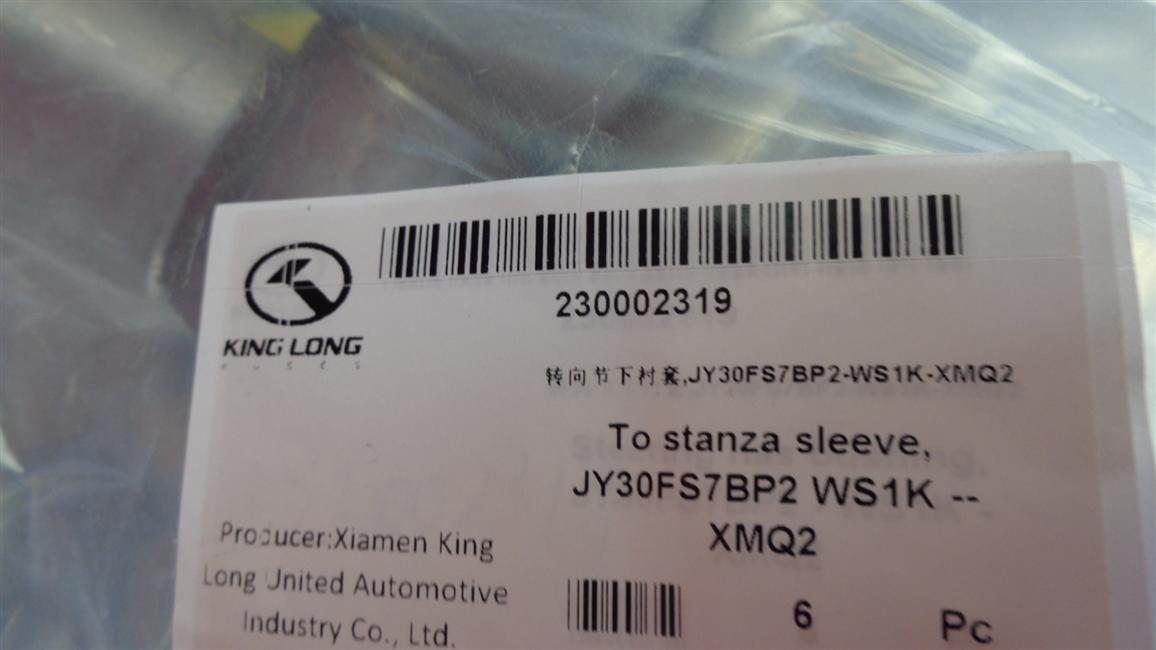 230002319
KING LONG
转向节下衬套,JY30FS7BP2-WS1K-XMQ2
To stanza sleeve,
JY30FS7BP2 WS1K --
XMQ2
Producer:Xiamen King
Long United Automotive
Industry Co., Ltd.
6 Pc